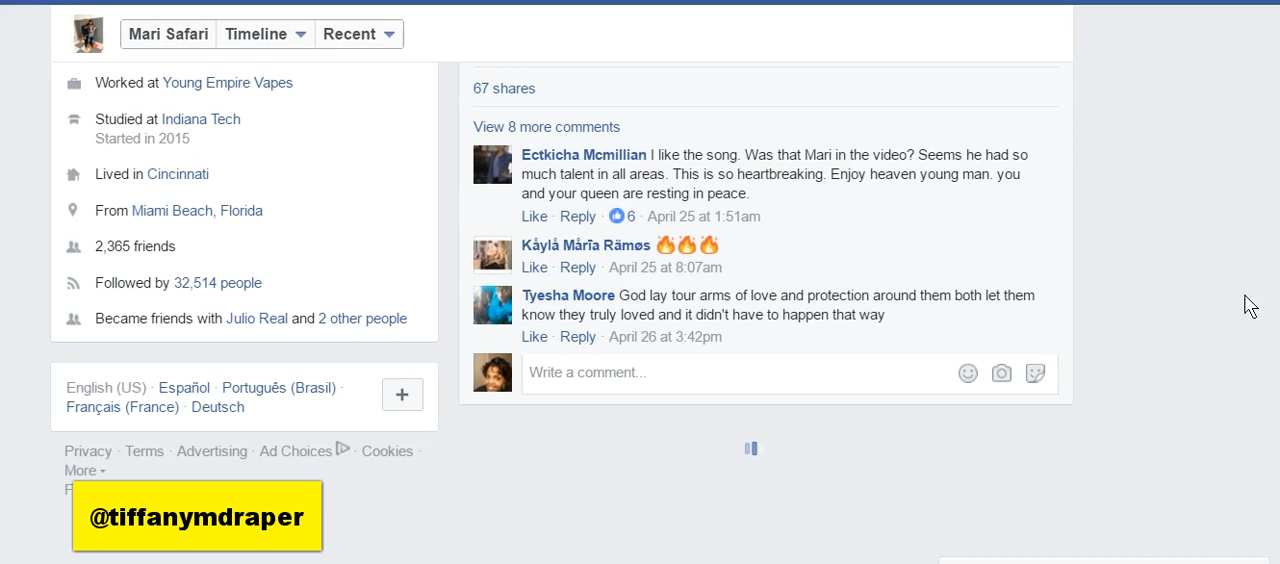 Mari Safari Timeline Recent
Worked at Young Empire Vapes
Studied at Indiana Tech
Started in 2015
Lived in Cincinnati
From Miami Beach, Florida
2,365 friends
Followed by 32,514 people
Became friends with Julio Real and 2 other people
English (US) · Español · Português (Brasil) ·
Français (France) · Deutsch
+
Privacy · Terms · Advertising · Ad Choices · Cookies ·
More
F
@tiffanymdraper
67 shares
View 8 more comments
Ectkicha Mcmillian I like the song. Was that Mari in the video? Seems he had so
much talent in all areas. This is so heartbreaking. Enjoy heaven young man. you
and your queen are resting in peace.
Like · Reply · 6 · April 25 at 1:51am
Kåylå Mårïa Rämøs 🔥🔥🔥
Like · Reply · April 25 at 8:07am
Tyesha Moore God lay tour arms of love and protection around them both let them
know they truly loved and it didn't have to happen that way
Like · Reply · April 26 at 3:42pm
Write a comment...